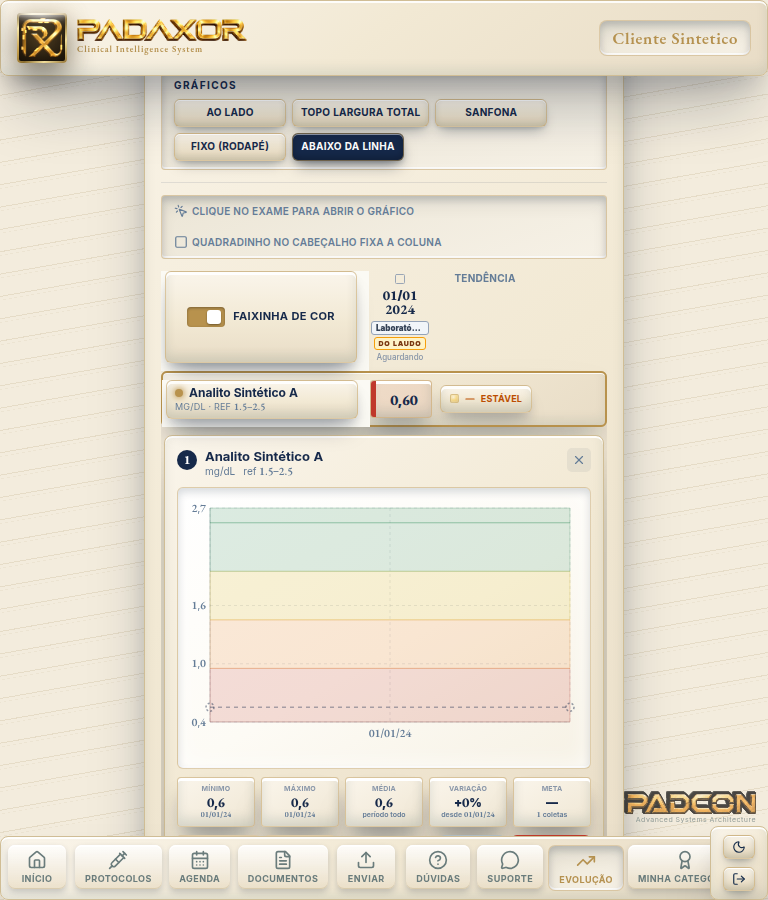 PADAXOR
Clinical Intelligence System
Cliente Sintetico
GRÁFICOS
AO LADO
TOPO LARGURA TOTAL
SANFONA
FIXO (RODAPÉ)
ABAIXO DA LINHA
CLIQUE NO EXAME PARA ABRIR O GRÁFICO
QUADRADINHO NO CABEÇALHO FIXA A COLUNA
FAIXINHA DE COR
01/01
2024
Laborató...
DO LAUDO
Aguardando
TENDÊNCIA
Analito Sintético A
MG/DL · REF 1.5–2.5
0,60
— ESTÁVEL
1
Analito Sintético A
mg/dL ref 1.5–2.5
2,7
1,6
1,0
0,4
01/01/24
MÍNIMO
0,6
01/01/24
MÁXIMO
0,6
01/01/24
MÉDIA
0,6
período todo
VARIAÇÃO
+0%
desde 01/01/24
META
—
1 coletas
PADCON
Advanced Systems Architecture
INÍCIO
PROTOCOLOS
AGENDA
DOCUMENTOS
ENVIAR
DÚVIDAS
SUPORTE
EVOLUÇÃO
MINHA CATEGO